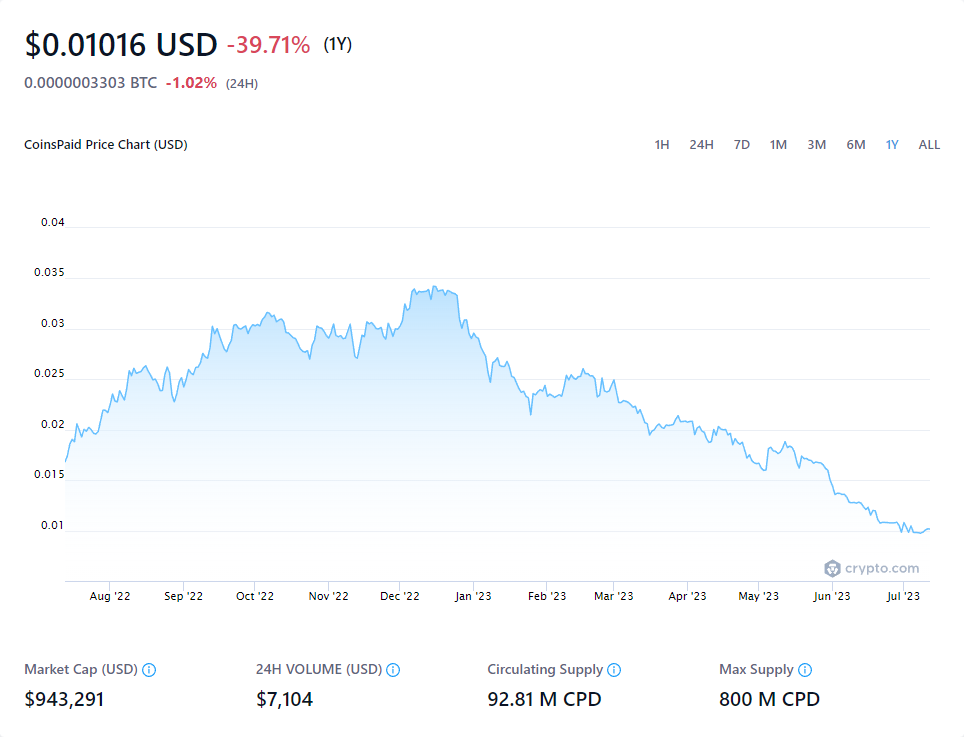 $0.01016 USD -39.71% (1Y)
0.0000003303 BTC -1.02% (24H)
CoinsPaid Price Chart (USD) 1H 24H 7D 1M 3M 6M 1Y ALL
0.04
0.035
0.03
0.025
0.02
0.015
0.01
crypto.com
Aug '22 Sep '22 Oct '22 Nov '22 Dec '22 Jan '23 Feb '23 Mar '23 Apr '23 May '23 Jun '23 Jul '23
Market Cap (USD) 24H VOLUME (USD) Circulating Supply Max Supply
$943,291 $7,104 92.81 M CPD 800 M CPD